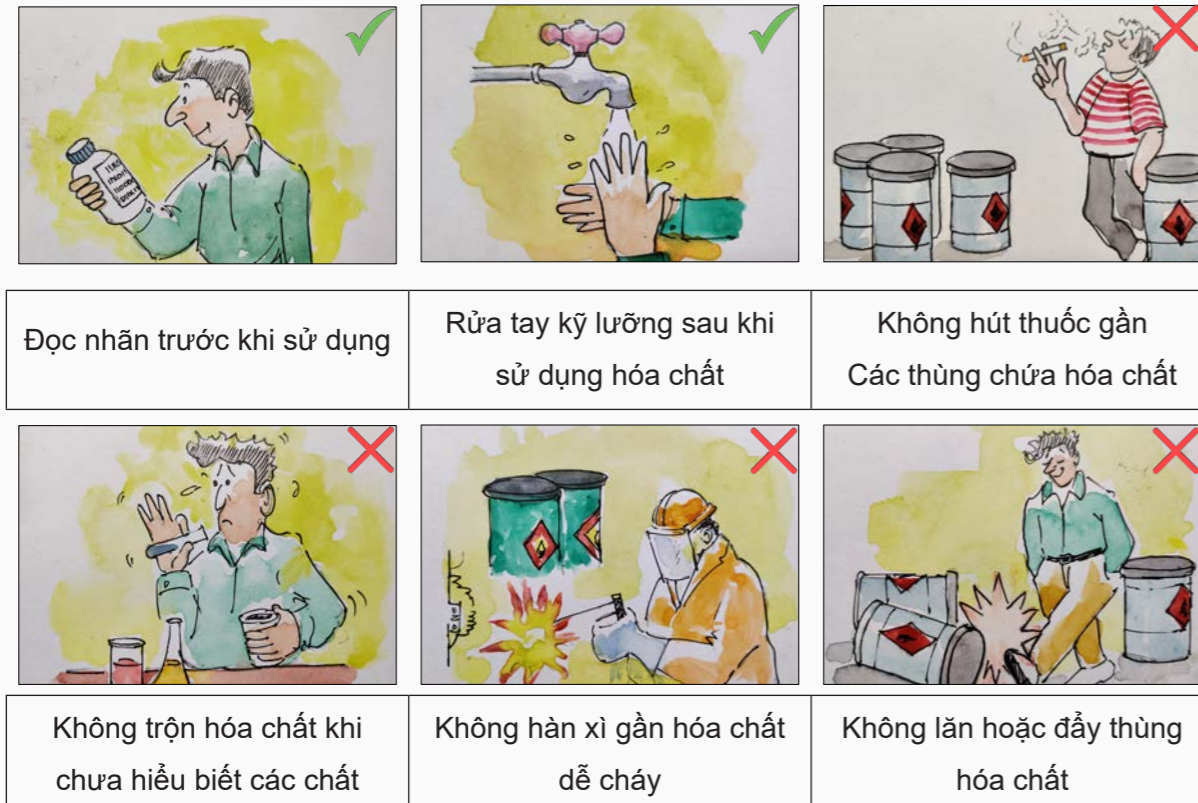 Đọc nhãn trước khi sử dụng
Rửa tay kỹ lưỡng sau khi
sử dụng hóa chất
Không hút thuốc gần
Các thùng chứa hóa chất
Không trộn hóa chất khi
chưa hiểu biết các chất
Không hàn xì gần hóa chất
dễ cháy
Không lăn hoặc đẩy thùng
hóa chất